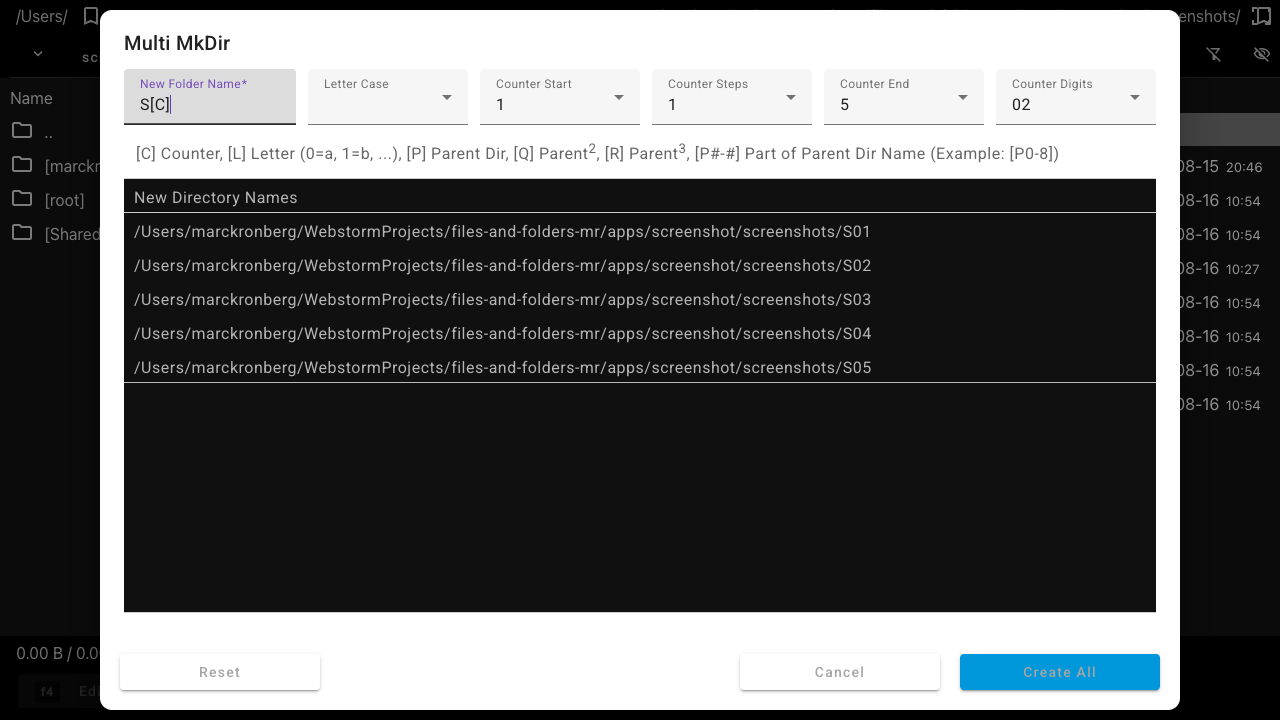 /Users/
enshots/
Multi MkDir
sc
New Folder Name*
S[C]
Letter Case
Counter Start
1
Counter Steps
1
Counter End
5
Counter Digits
02
Name
[C] Counter, [L] Letter (0=a, 1=b, ...), [P] Parent Dir, [Q] Parent2, [R] Parent3, [P#-#] Part of Parent Dir Name (Example: [P0-8])
..
[marckr
08-15 20:46
[root]
08-16 10:54
[Shared
08-16 10:54
08-16 10:27
08-16 10:54
08-16 10:54
08-16 10:54
08-16 10:54
New Directory Names
/Users/marckronberg/WebstormProjects/files-and-folders-mr/apps/screenshot/screenshots/S01
/Users/marckronberg/WebstormProjects/files-and-folders-mr/apps/screenshot/screenshots/S02
/Users/marckronberg/WebstormProjects/files-and-folders-mr/apps/screenshot/screenshots/S03
/Users/marckronberg/WebstormProjects/files-and-folders-mr/apps/screenshot/screenshots/S04
/Users/marckronberg/WebstormProjects/files-and-folders-mr/apps/screenshot/screenshots/S05
0.00 B / 0.0
Reset
Cancel
Create All
f4 Ed